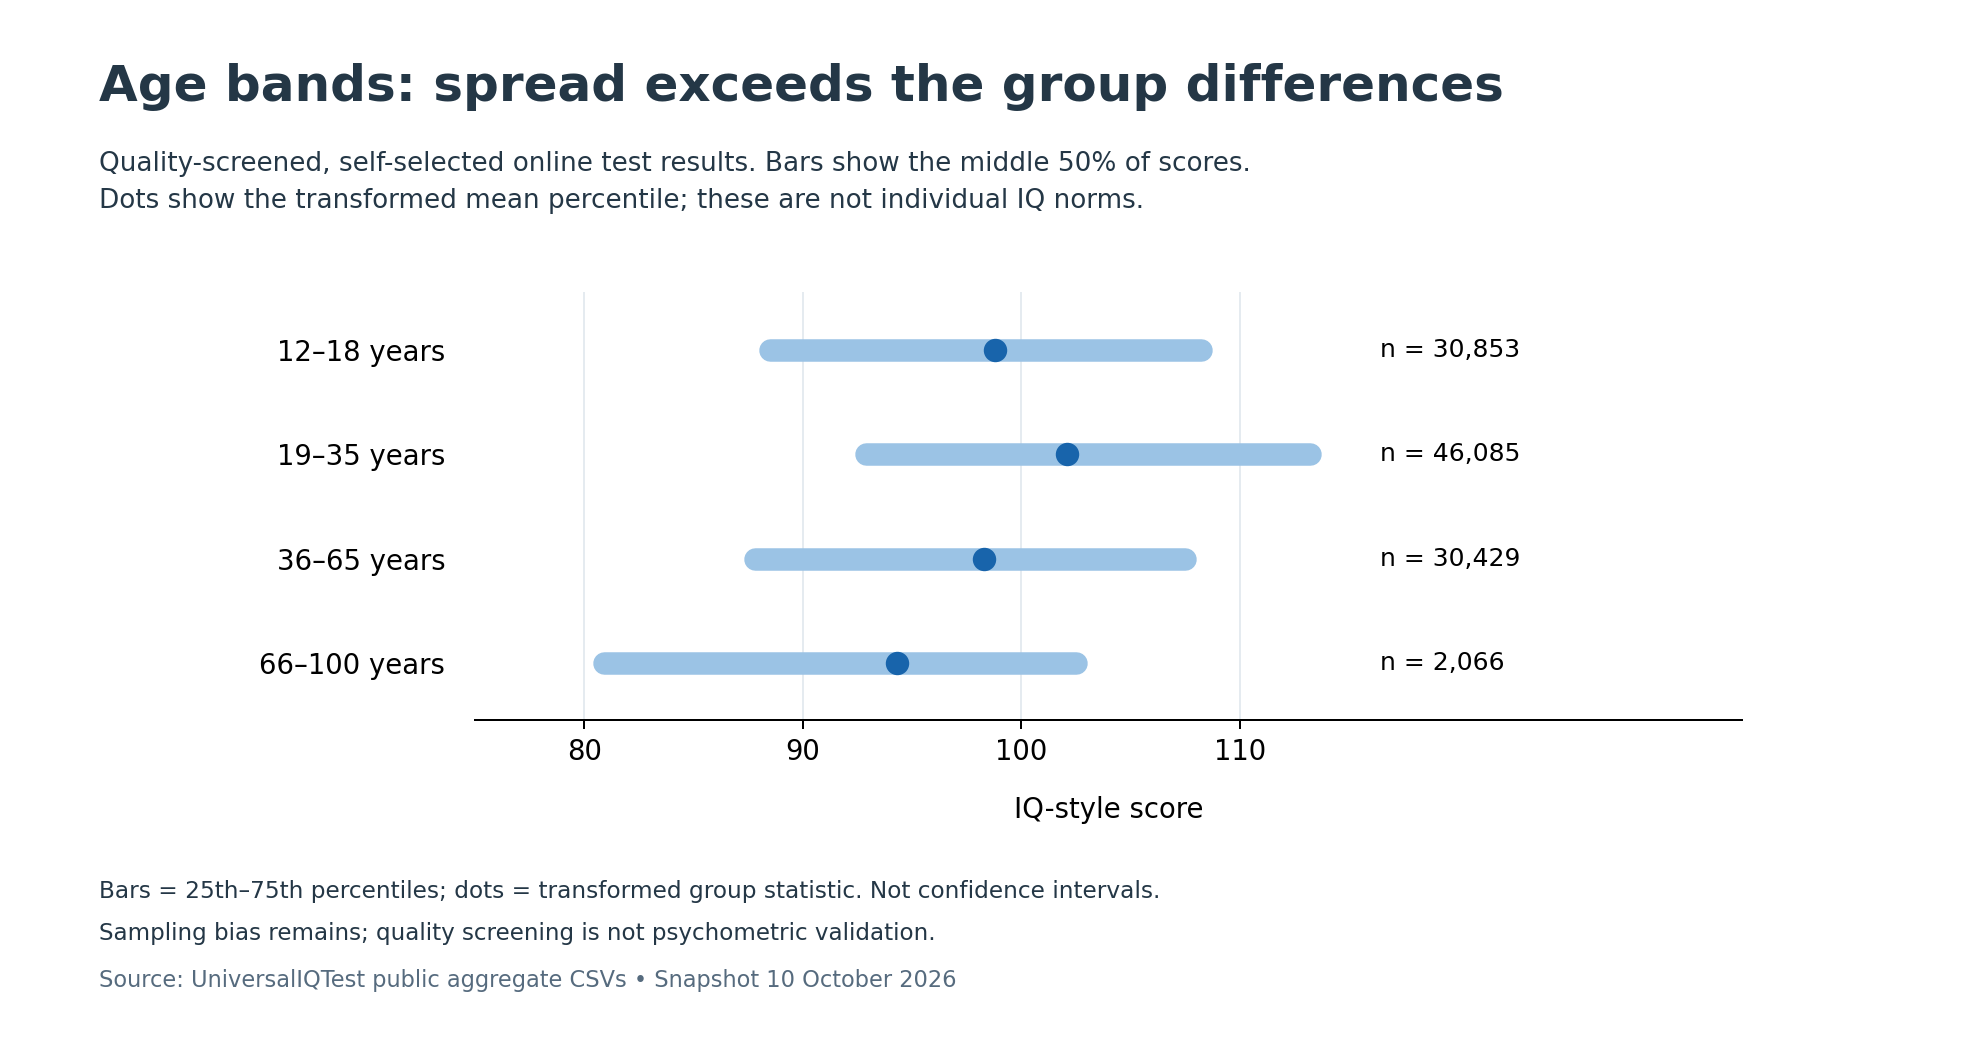 Age bands: spread exceeds the group differences
Quality-screened, self-selected online test results. Bars show the middle 50% of scores.
Dots show the transformed mean percentile; these are not individual IQ norms.
12–18 years
n = 30,853
19–35 years
n = 46,085
36–65 years
n = 30,429
66–100 years
n = 2,066
80 90 100 110
IQ-style score
Bars = 25th–75th percentiles; dots = transformed group statistic. Not confidence intervals.
Sampling bias remains; quality screening is not psychometric validation.
Source: UniversalIQTest public aggregate CSVs • Snapshot 10 October 2026